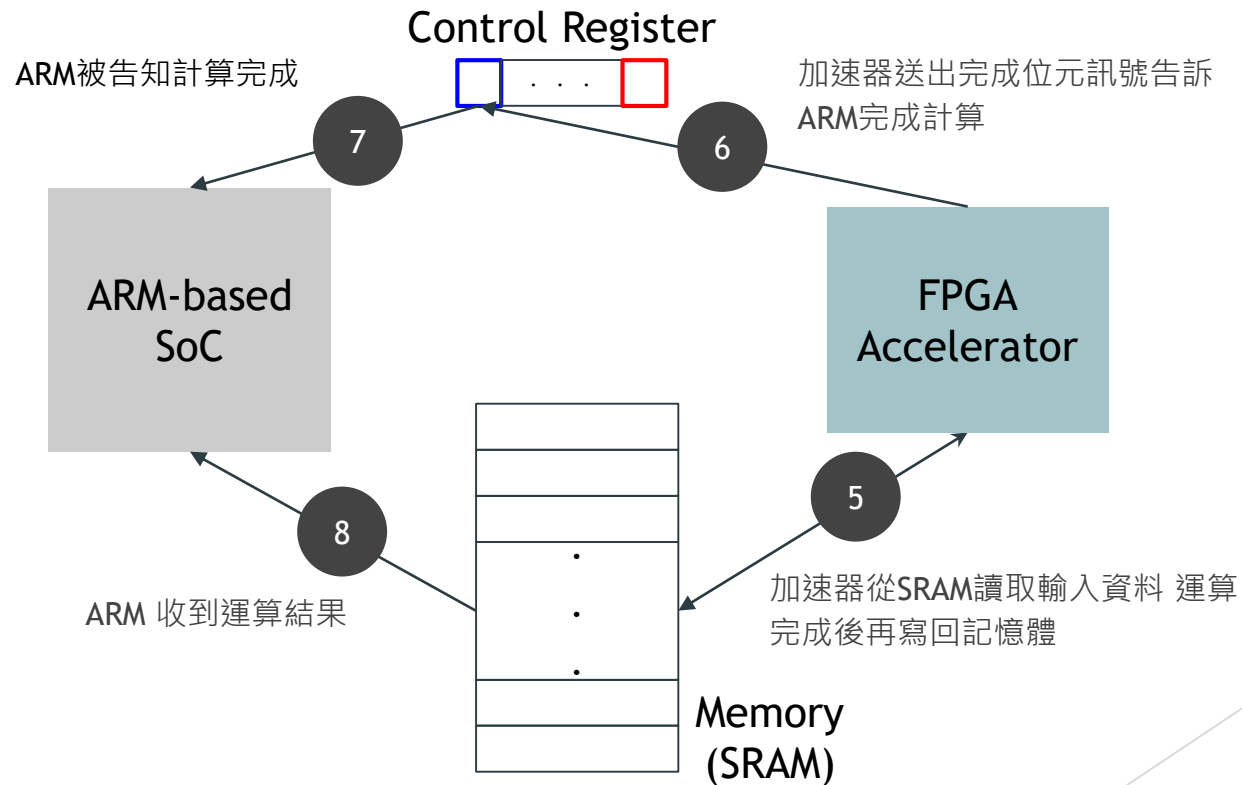 Control Register
ARM被告知計算完成
. . .
加速器送出完成位元訊號告訴
ARM完成計算
7
6
ARM-based
SoC
FPGA
Accelerator
5
8
.
.
.
加速器從SRAM讀取輸入資料 運算
完成後再寫回記憶體
ARM 收到運算結果
Memory
(SRAM)